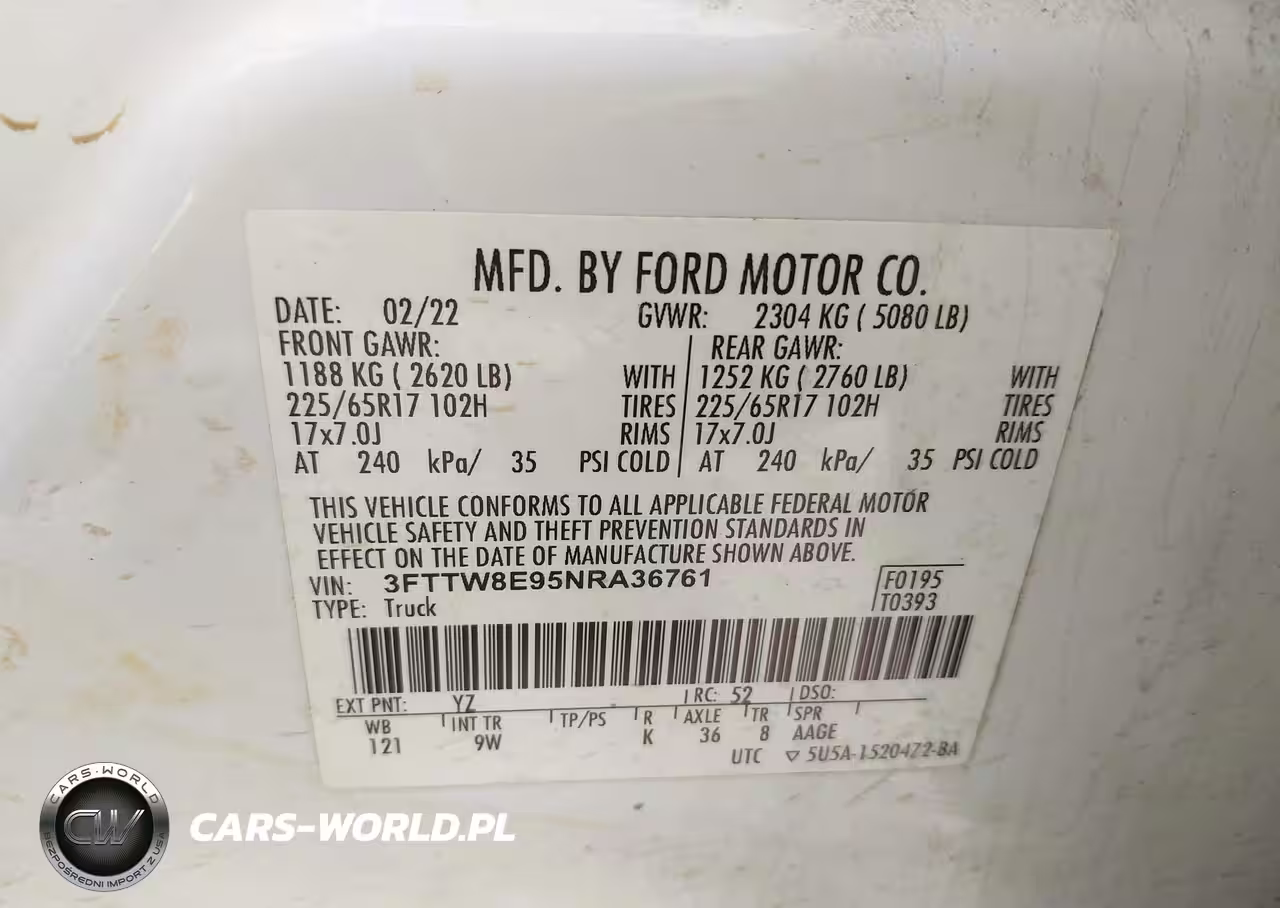 MFD. BY FORD MOTOR CO.
DATE: 02/22 GVWR: 2304 KG ( 5080 LB)
FRONT GAWR: REAR GAWR:
1188 KG ( 2620 LB) WITH 1252 KG ( 2760 LB) WITH
225/65R17 102H TIRES 225/65R17 102H TIRES
17x7.0J RIMS 17x7.0J RIMS
AT 240 kPa/ 35 PSI COLD AT 240 kPa/ 35 PSI COLD
THIS VEHICLE CONFORMS TO ALL APPLICABLE FEDERAL MOTOR
VEHICLE SAFETY AND THEFT PREVENTION STANDARDS IN
EFFECT ON THE DATE OF MANUFACTURE SHOWN ABOVE.
VIN: 3FTTW8E95NRA36761 F0195
TYPE: Truck T0393
EXT PNT: YZ RC: 52 DSO:
WB INT TR TP/PS R AXLE TR SPR
121 9W K 36 8 AAGE
UTC ▽ 5U5A-1520472-BA
CARS-WORLD
CW
BEZPOŚREDNI IMPORT Z USA
CARS-WORLD.PL